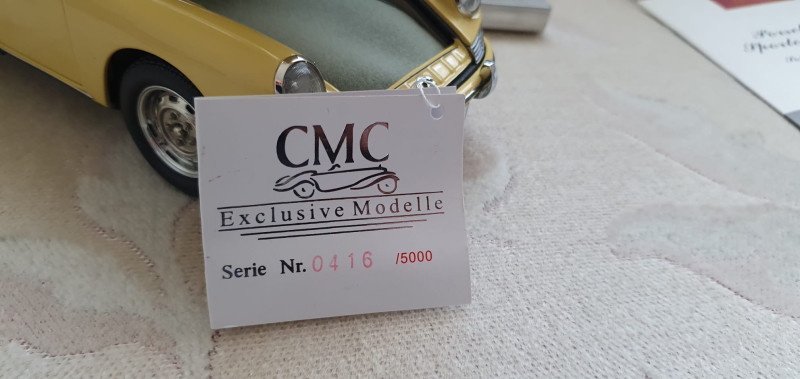 CMC
Exclusive Modelle
Serie Nr. 0416 /5000